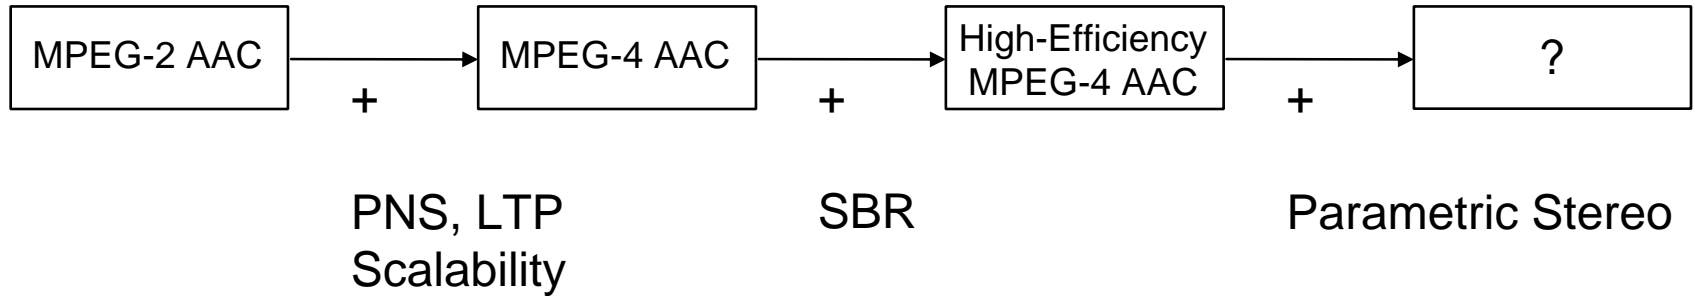 MPEG-2 AAC
MPEG-4 AAC
High-Efficiency
MPEG-4 AAC
?
+
+
+
PNS, LTP
Scalability
SBR
Parametric Stereo